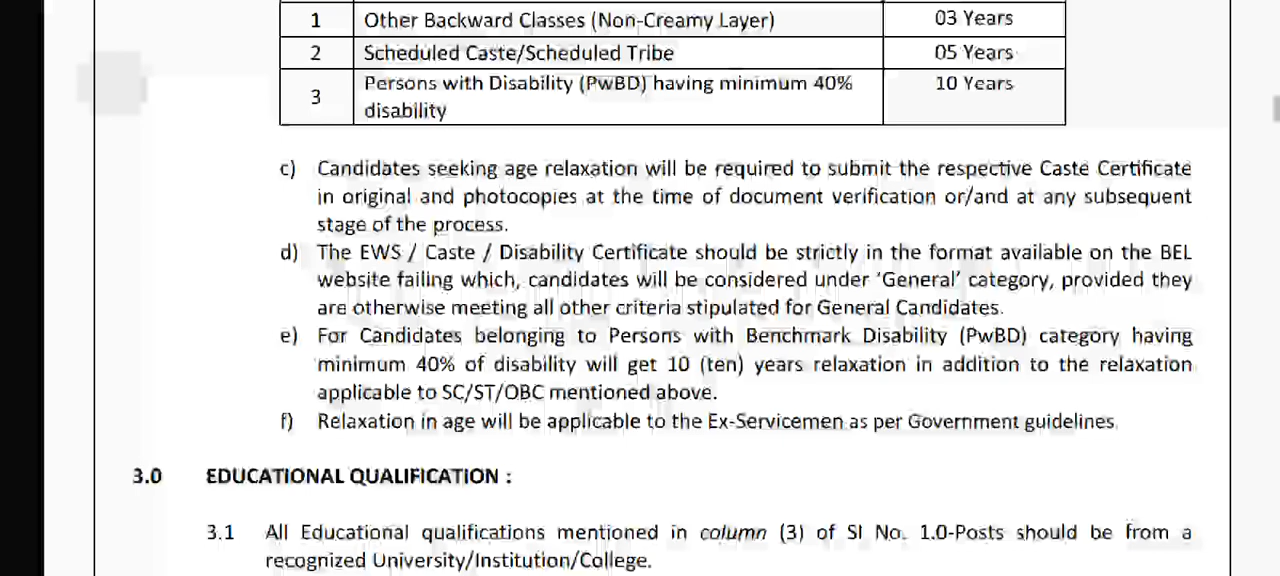 1 Other Backward Classes (Non-Creamy Layer) 03 Years
2 Scheduled Caste/Scheduled Tribe 05 Years
3 Persons with Disability (PwBD) having minimum 40% disability 10 Years
c) Candidates seeking age relaxation will be required to submit the respective Caste Certificate
in original and photocopies at the time of document verification or/and at any subsequent
stage of the process.
d) The EWS / Caste / Disability Certificate should be strictly in the format available on the BEL
website failing which, candidates will be considered under 'General' category, provided they
are otherwise meeting all other criteria stipulated for General Candidates.
e) For Candidates belonging to Persons with Benchmark Disability (PwBD) category having
minimum 40% of disability will get 10 (ten) years relaxation in addition to the relaxation
applicable to SC/ST/OBC mentioned above.
f) Relaxation in age will be applicable to the Ex-Servicemen as per Government guidelines.
3.0 EDUCATIONAL QUALIFICATION :
3.1 All Educational qualifications mentioned in column (3) of SI No. 1.0-Posts should be from a
recognized University/Institution/College.